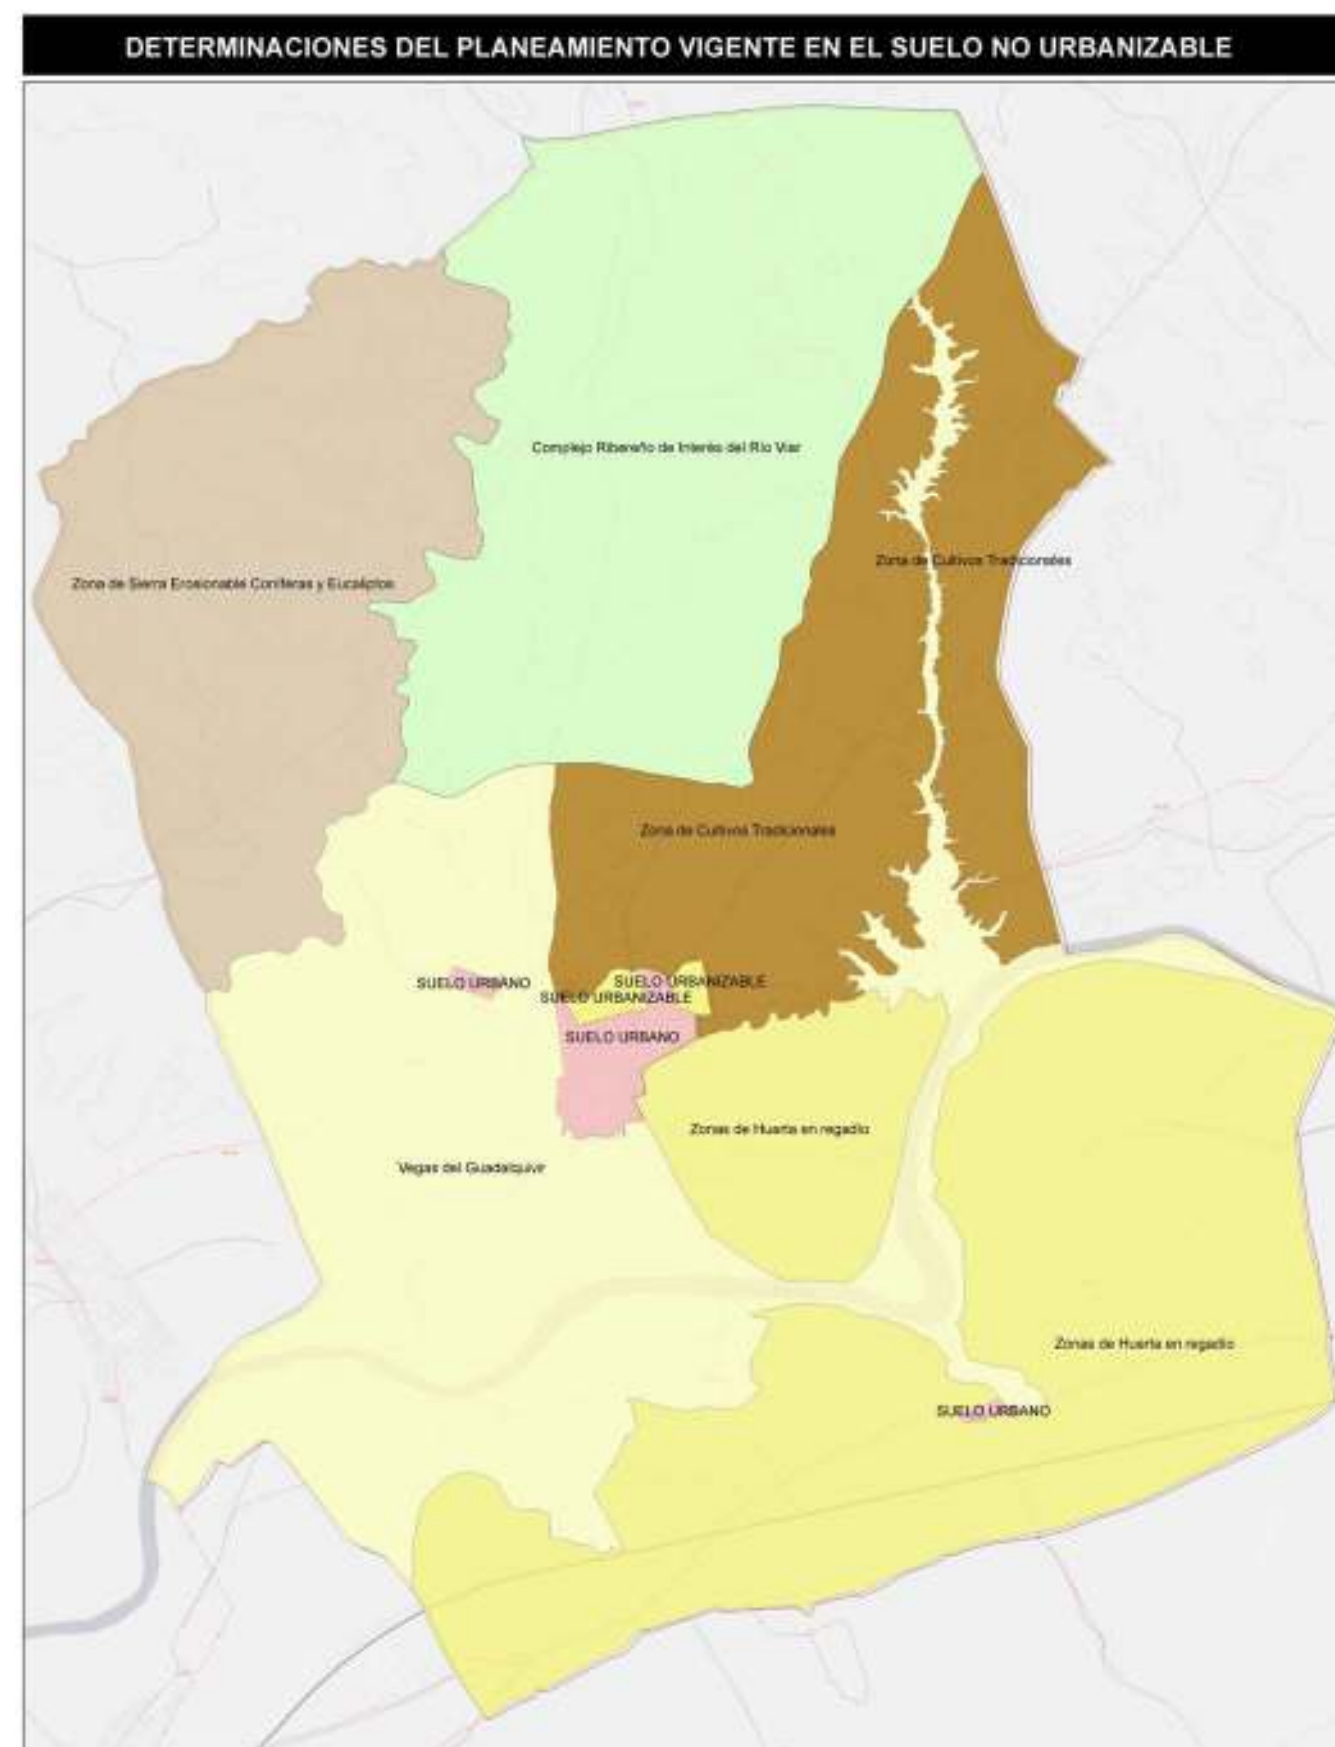 DETERMINACIONES DEL PLANEAMIENTO VIGENTE EN EL SUELO NO URBANIZABLE
Complejo Ribereño de Interés del Río Viar
Zona de Cultivos Tradicionales
Zona de Sierra Erosionable Coníferas y Eucaliptos
Zona de Cultivos Tradicionales
SUELO URBANO
SUELO URBANIZABLE
SUELO URBANIZABLE
SUELO URBANO
Zonas de Huerta en regadío
Vegas del Guadalquivir
Zonas de Huerta en regadío
SUELO URBANO